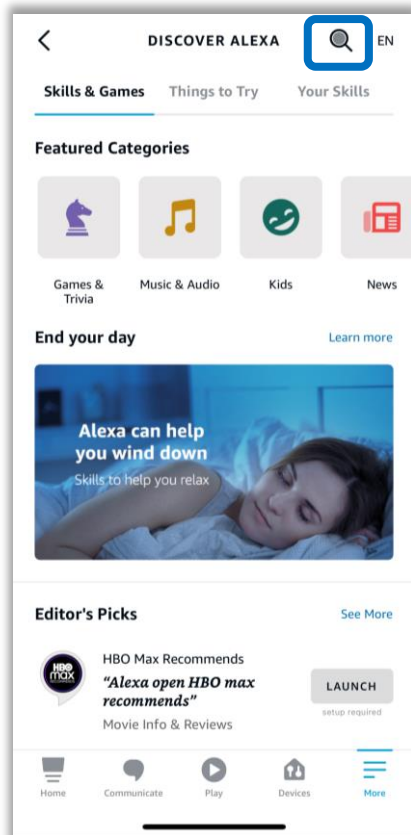 DISCOVER ALEXA
EN
Skills & Games
Things to Try
Your Skills
Featured Categories
Games &
Trivia
Music & Audio
Kids
News
End your day
Learn more
Alexa can help
you wind down
Skills to help you relax
Editor's Picks
See More
HBO
max
HBO Max Recommends
“Alexa open HBO max
recommends”
Movie Info & Reviews
LAUNCH
setup required
Home
Communicate
Play
Devices
More